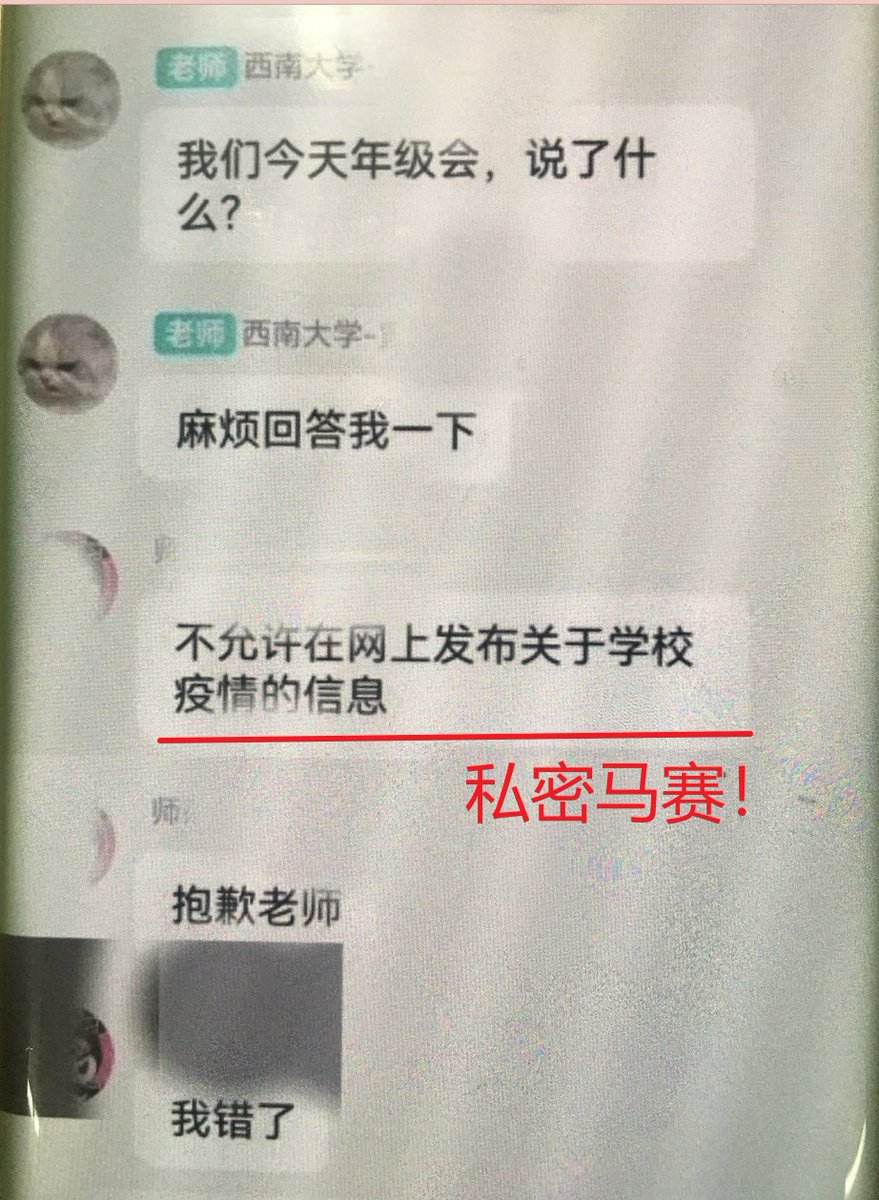 老师 西南大学-
我们今天年级会，说了什
么？
老师 西南大学-
麻烦回答我一下
师
不允许在网上发布关于学校
疫情的信息
私密马赛！
师
抱歉老师
我错了